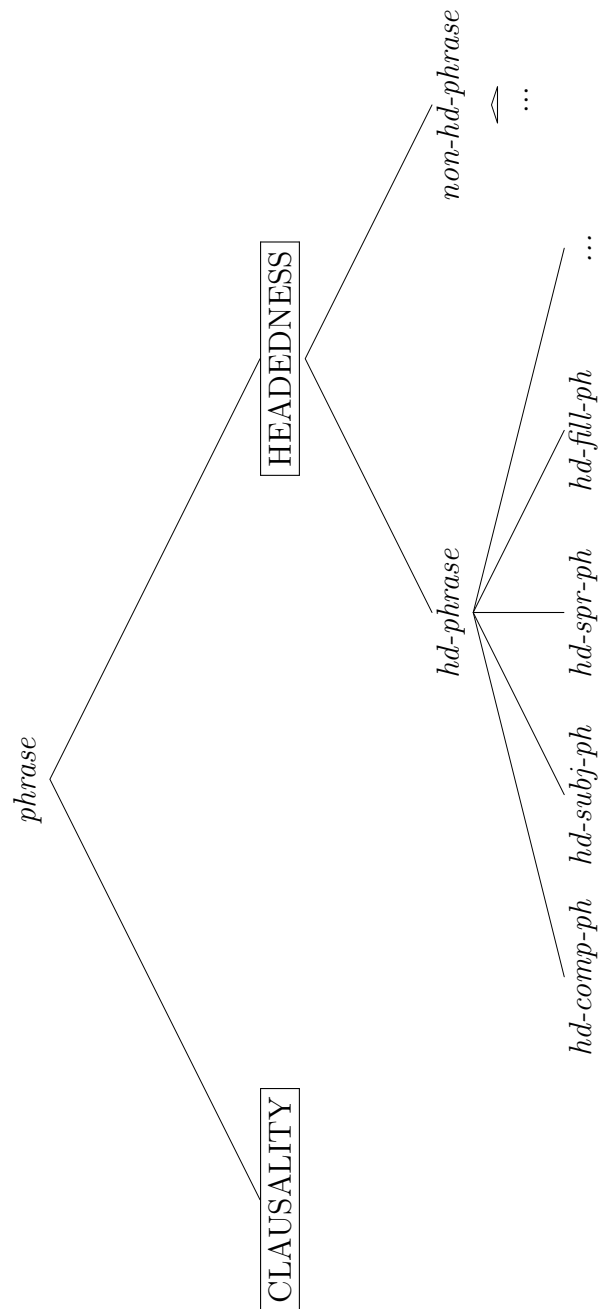 phrase
CLAUSALITY
HEADEDNESS
hd-phrase
non-hd-phrase
...
hd-comp-ph
hd-subj-ph
hd-spr-ph
hd-fill-ph
...